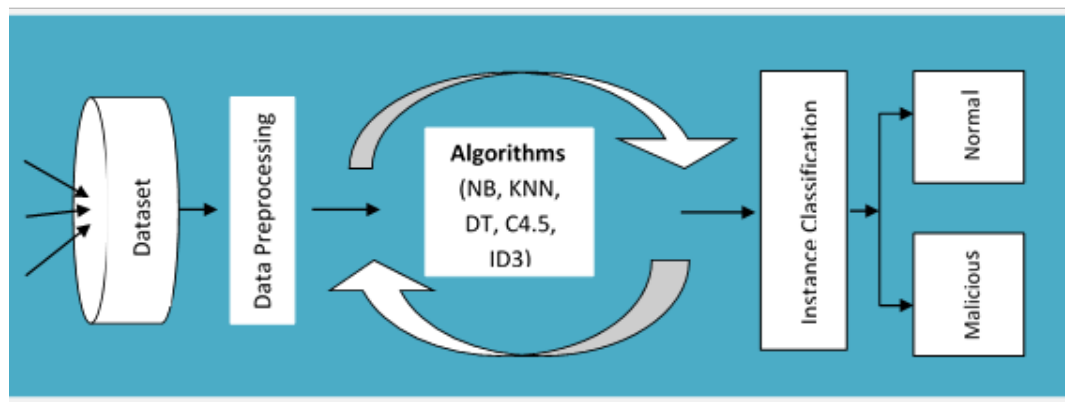 Dataset
Data Preprocessing
Algorithms
(NB, KNN,
DT, C4.5,
ID3)
Instance Classification
Normal
Malicious